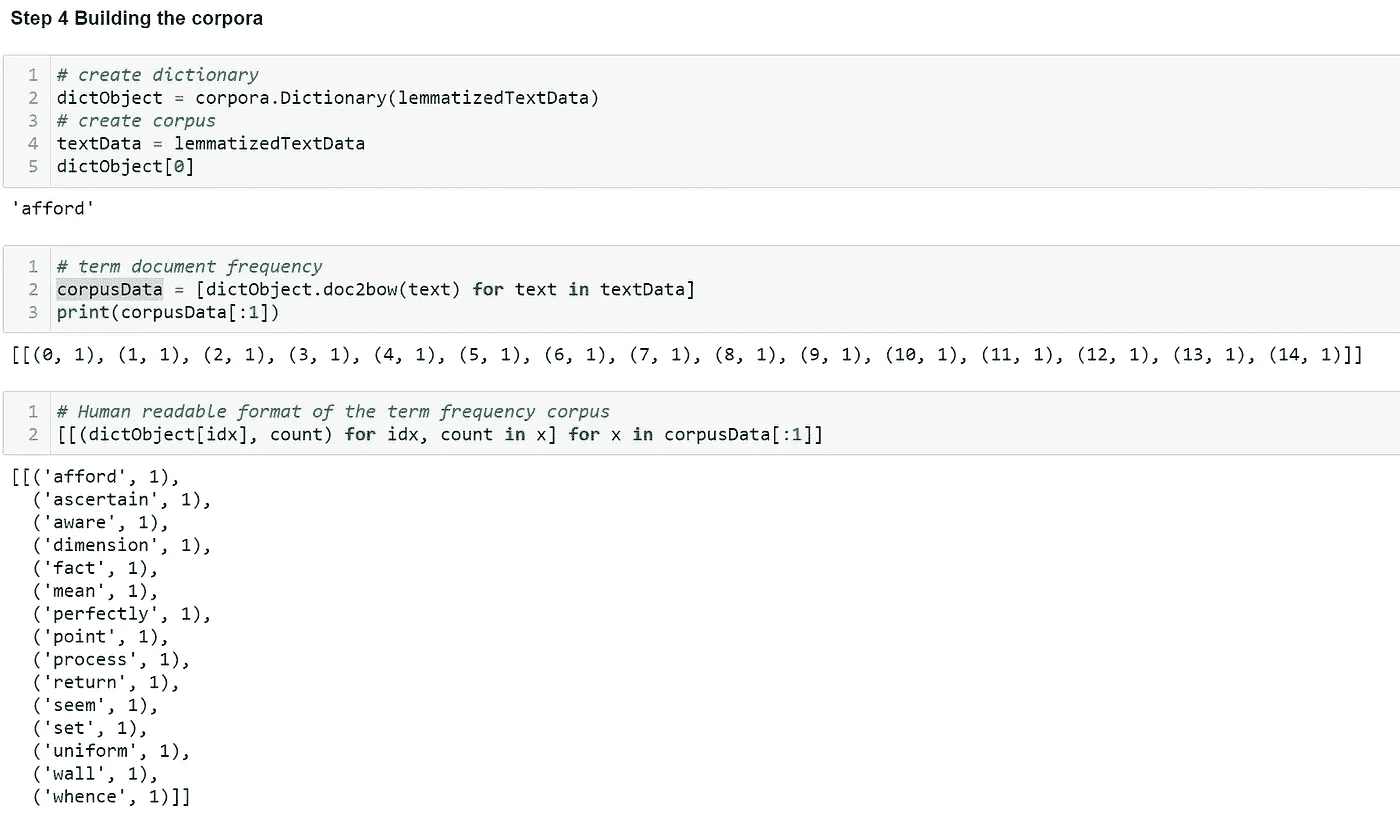 Step 4 Building the corpora
1 # create dictionary
2 dictObject = corpora.Dictionary(lemmatizedTextData)
3 # create corpus
4 textData = lemmatizedTextData
5 dictObject[0]
'afford'
1 # term document frequency
2 corpusData = [dictObject.doc2bow(text) for text in textData]
3 print(corpusData[:1])
[[(0, 1), (1, 1), (2, 1), (3, 1), (4, 1), (5, 1), (6, 1), (7, 1), (8, 1), (9, 1), (10, 1), (11, 1), (12, 1), (13, 1), (14, 1)]]
1 # Human readable format of the term frequency corpus
2 [[(dictObject[idx], count) for idx, count in x] for x in corpusData[:1]]
[[('afford', 1),
('ascertain', 1),
('aware', 1),
('dimension', 1),
('fact', 1),
('mean', 1),
('perfectly', 1),
('point', 1),
('process', 1),
('return', 1),
('seem', 1),
('set', 1),
('uniform', 1),
('wall', 1),
('whence', 1)]]